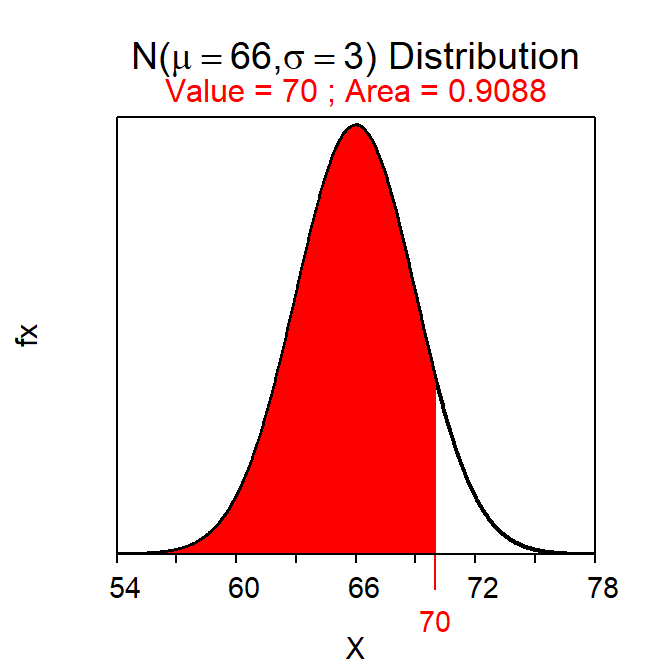 N(μ = 66,σ = 3) Distribution
Value = 70 ; Area = 0.9088
fx
54 60 66 72 78
70
X